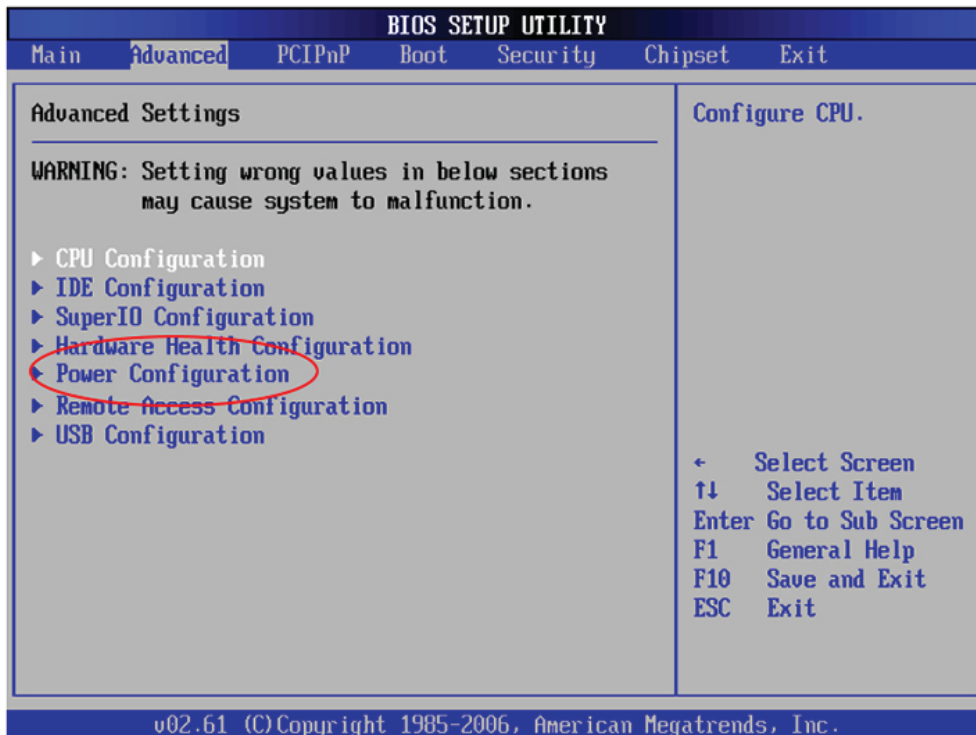 BIOS SETUP UTILITY
Main Advanced PCIPnP Boot Security Chipset Exit
Advanced Settings
WARNING: Setting wrong values in below sections
may cause system to malfunction.
CPU Configuration
IDE Configuration
SuperIO Configuration
Hardware Health Configuration
Power Configuration
Remote Access Configuration
USB Configuration
Configure CPU.
← Select Screen
↑↓ Select Item
Enter Go to Sub Screen
F1 General Help
F10 Save and Exit
ESC Exit
v02.61 (C)Copyright 1985-2006, American Megatrends, Inc.